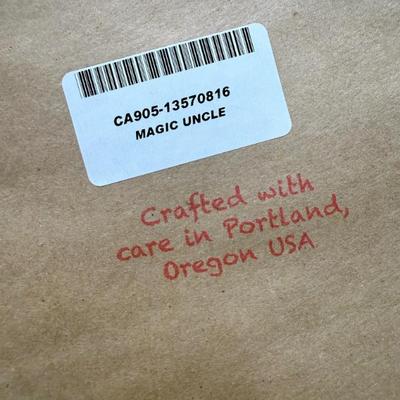 CA905-13570816
MAGIC UNCLE
Crafted with
care in Portland,
Oregon USA